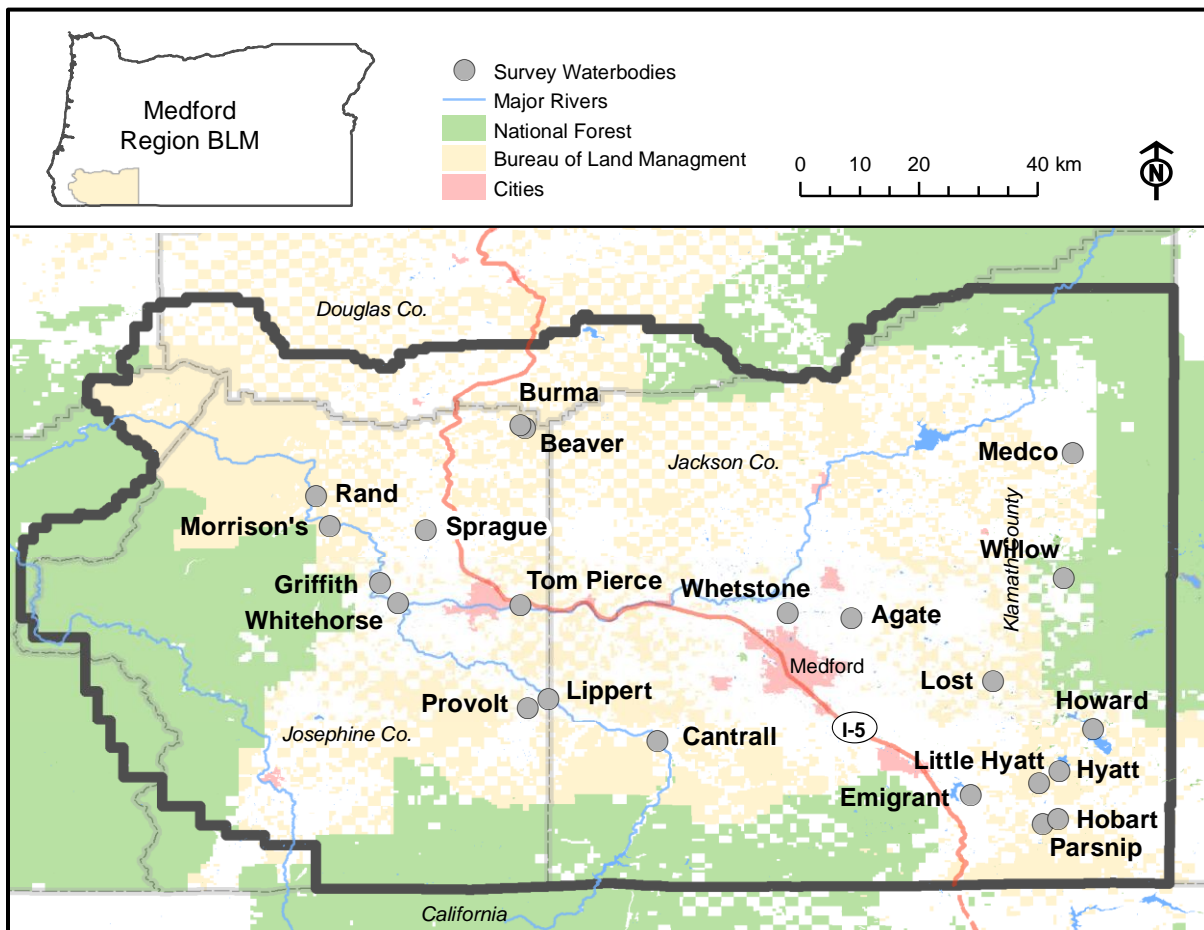 Medford
Region BLM
Survey Waterbodies
Major Rivers
National Forest
Bureau of Land Managment
Cities
0 10 20 40 km
N
Douglas Co.
Burma
Beaver
Jackson Co.
Medco
Rand
Morrison's
Sprague
Klamath County
Willow
Griffith
Tom Pierce
Whetstone
Whitehorse
Agate
Medford
Lost
Provolt
Lippert
Howard
Josephine Co.
Cantrall
I-5
Little Hyatt
Hyatt
Emigrant
Hobart
Parsnip
California